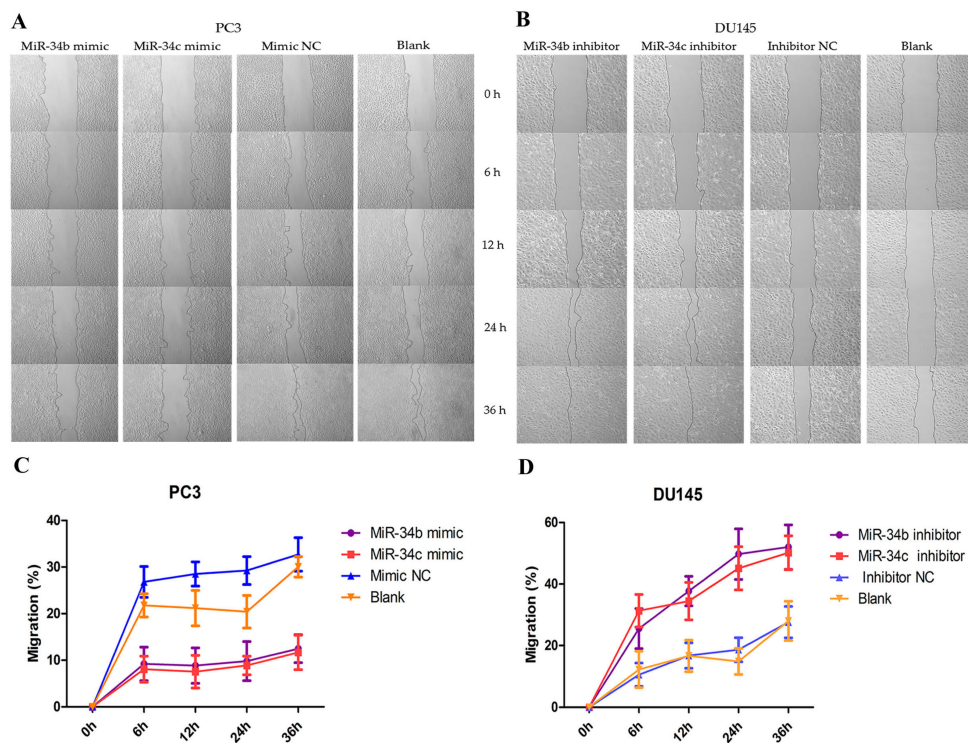 A
PC3
MiR-34b mimic MiR-34c mimic Mimic NC Blank
B
DU145
MiR-34b inhibitor MiR-34c inhibitor Inhibitor NC Blank
0 h
6 h
12 h
24 h
36 h
C
PC3
Migration (%)
40
30
20
10
0
0h 6h 12h 24h 36h
MiR-34b mimic
MiR-34c mimic
Mimic NC
Blank
D
DU145
Migration (%)
60
40
20
0
0h 6h 12h 24h 36h
MiR-34b inhibitor
MiR-34c inhibitor
Inhibitor NC
Blank